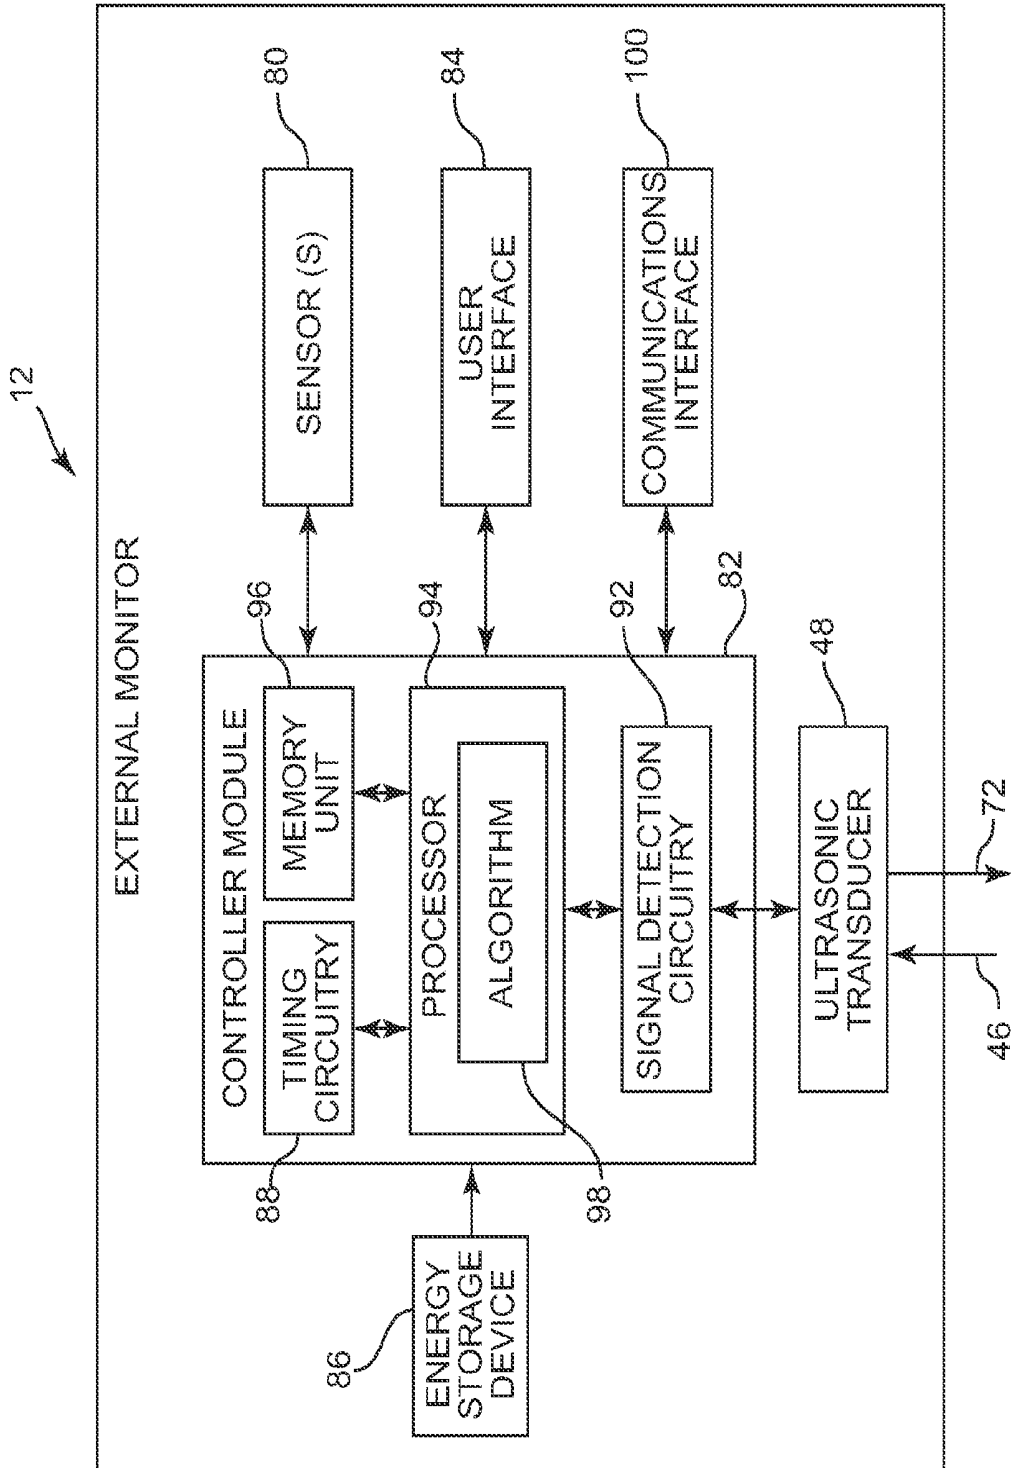 12
EXTERNAL MONITOR
86
ENERGY
STORAGE
DEVICE
CONTROLLER MODULE
88
TIMING
CIRCUITRY
96
MEMORY
UNIT
94
PROCESSOR
98
ALGORITHM
92
SIGNAL DETECTION
CIRCUITRY
82
80
SENSOR (S)
84
USER
INTERFACE
100
COMMUNICATIONS
INTERFACE
48
ULTRASONIC
TRANSDUCER
46
72